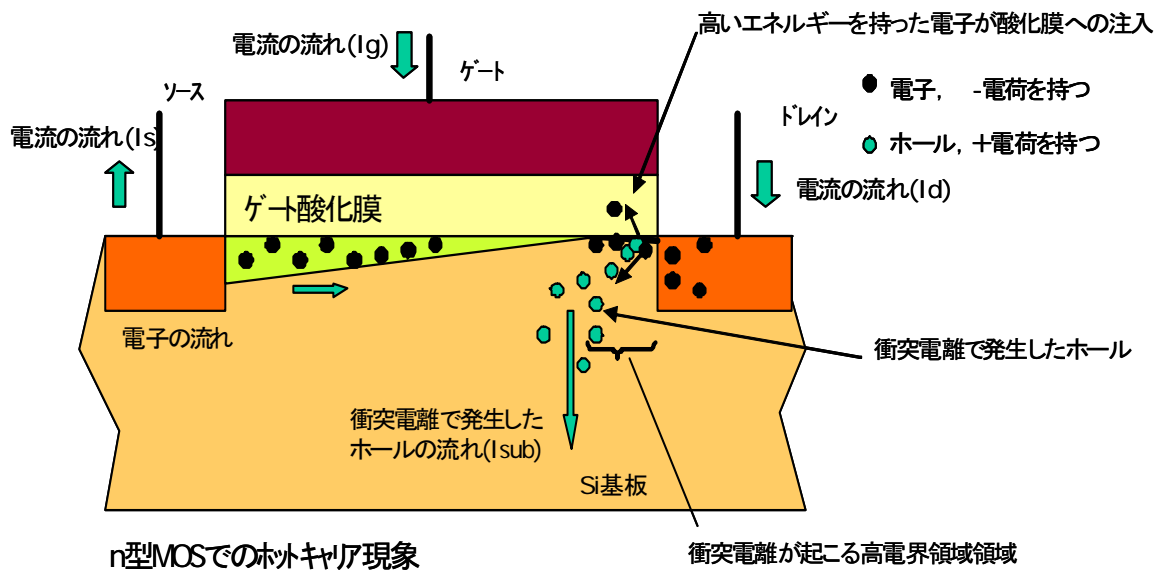 高いエネルギーを持った電子が酸化膜への注入
電流の流れ(Ig)
ゲート
ソース
電子, -電荷を持つ
ドレイン
電流の流れ(Is)
ホール, +電荷を持つ
電流の流れ(Id)
ゲート酸化膜
電子の流れ
衝突電離で発生したホール
衝突電離で発生した
ホールの流れ(Isub)
Si基板
n型MOSでのホットキャリア現象
衝突電離が起こる高電界領域領域